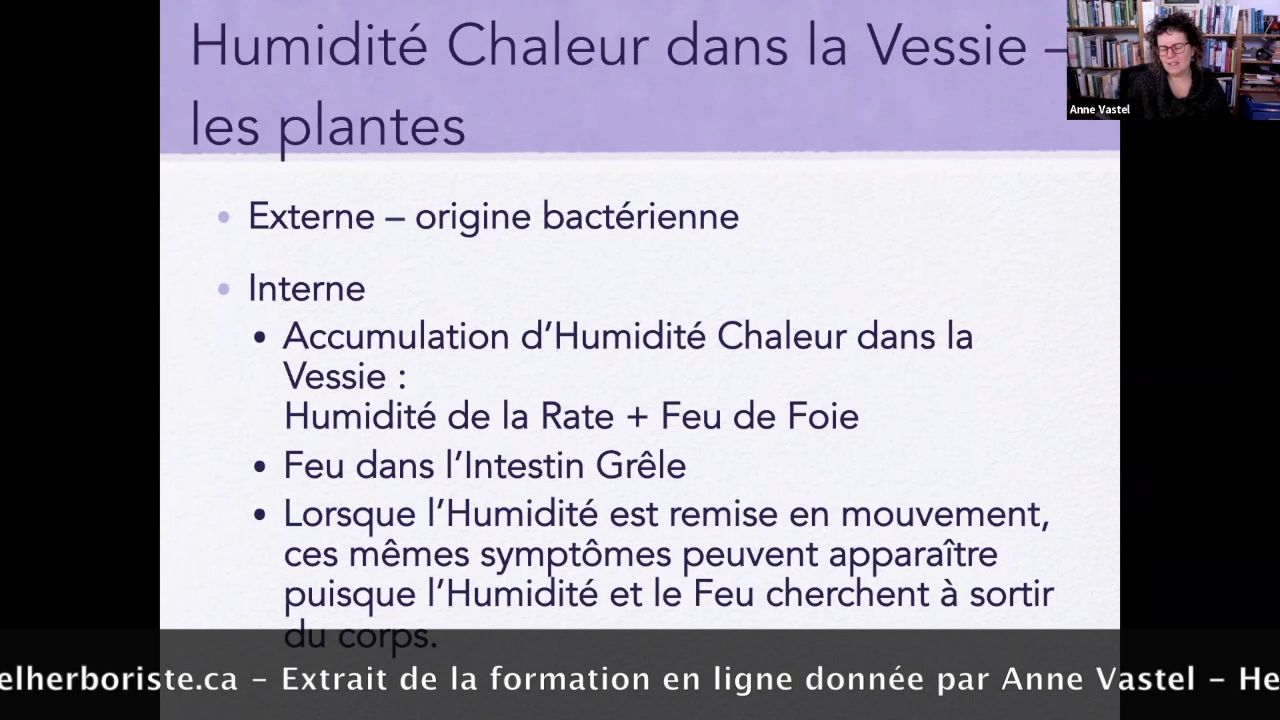 Humidité Chaleur dans la Vessie –
les plantes
Anne Vastel
Externe – origine bactérienne
Interne
Accumulation d'Humidité Chaleur dans la
Vessie :
Humidité de la Rate + Feu de Foie
Feu dans l'Intestin Grêle
Lorsque l'Humidité est remise en mouvement,
ces mêmes symptômes peuvent apparaître
puisque l'Humidité et le Feu cherchent à sortir
du corps.
elherboriste.ca – Extrait de la formation en ligne donnée par Anne Vastel – He